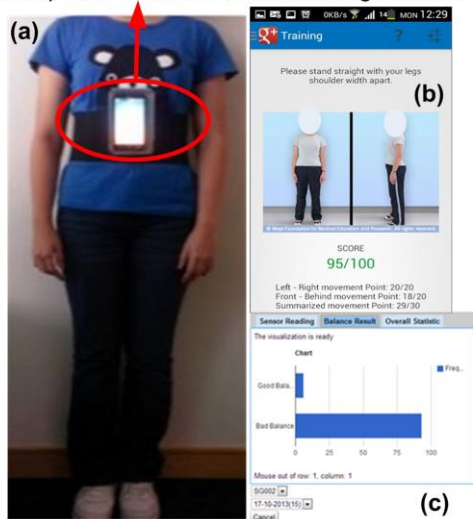 (a)
0KB/s 14 MON 12:29
g+ Training ?
Please stand straight with your legs
shoulder width apart.
(b)
SCORE
95/100
Left - Right movement Point: 20/20
Front - Behind movement Point: 18/20
Summarized movement Point: 29/30
Sensor Reading Balance Result Overall Statistic
The visualization is ready
Chart
Freq...
Good Bala...
Bad Balance
0 25 50 75 100
Mouse out of row: 1, column: 1
SG002
17-10-2013(15)
Cancel
(c)